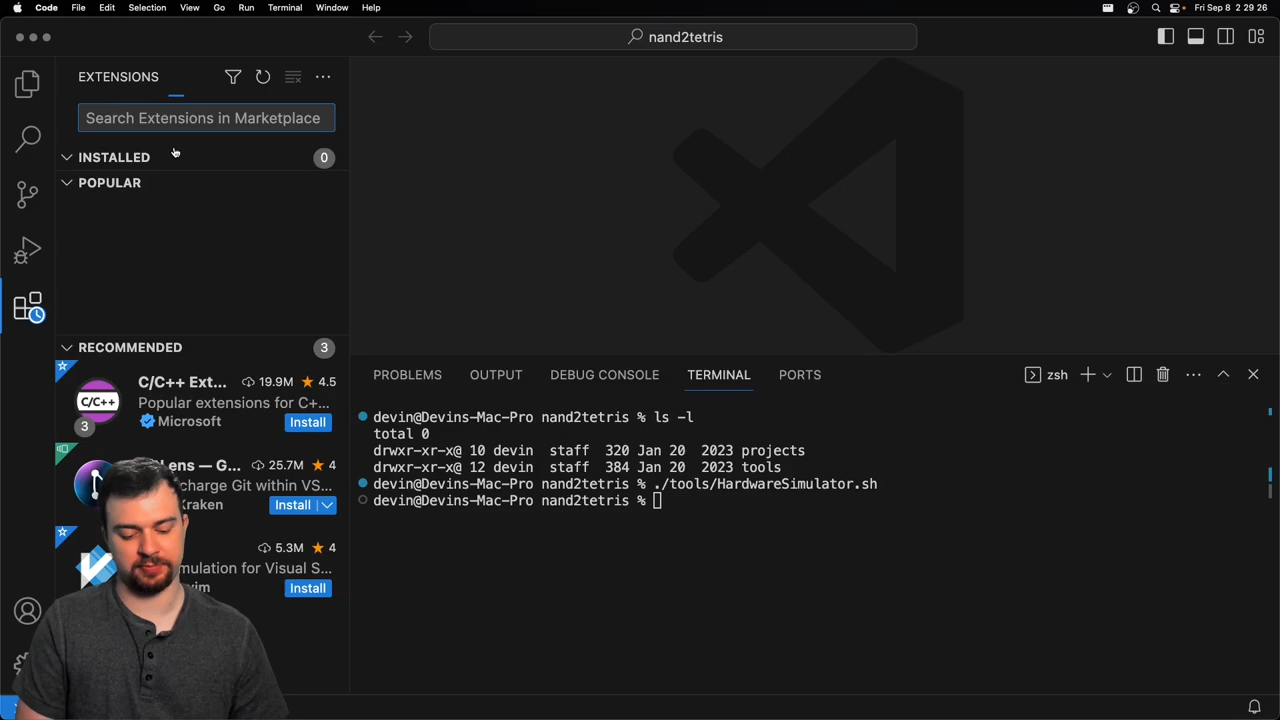 Code File Edit Selection View Go Run Terminal Window Help Fri Sep 8 2 29 26
nand2tetris
EXTENSIONS
Search Extensions in Marketplace
INSTALLED 0
POPULAR
RECOMMENDED 3
C/C++ Ext... 19.9M 4.5
C/C++
Popular extensions for C+...
3 Microsoft Install
Lens — G... 25.7M 4
charge Git within VS...
Kraken Install
5.3M 4
mulation for Visual S...
vim Install
PROBLEMS OUTPUT DEBUG CONSOLE TERMINAL PORTS zsh
devin@Devins-Mac-Pro nand2tetris % ls -l
total 0
drwxr-xr-x@ 10 devin staff 320 Jan 20 2023 projects
drwxr-xr-x@ 12 devin staff 384 Jan 20 2023 tools
devin@Devins-Mac-Pro nand2tetris % ./tools/HardwareSimulator.sh
devin@Devins-Mac-Pro nand2tetris %